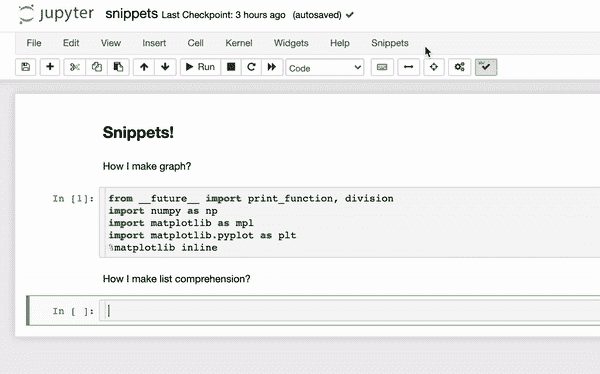 jupyter snippets Last Checkpoint: 3 hours ago (autosaved)
File Edit View Insert Cell Kernel Widgets Help Snippets
Run Code
Snippets!
How I make graph?
In [1]: from __future__ import print_function, division
import numpy as np
import matplotlib as mpl
import matplotlib.pyplot as plt
%matplotlib inline
How I make list comprehension?
In [ ]: